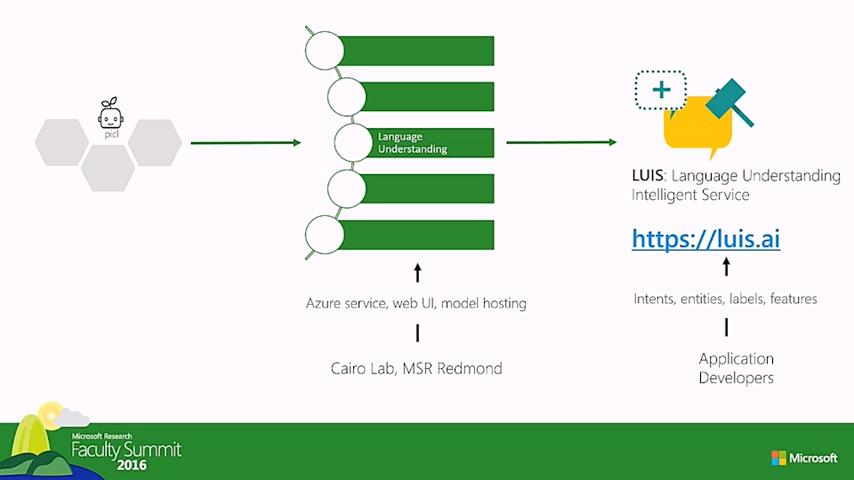 picl
Language
Understanding
LUIS: Language Understanding
Intelligent Service
https://luis.ai
Azure service, web UI, model hosting
Intents, entities, labels, features
Cairo Lab, MSR Redmond
Application
Developers
Microsoft Research
Faculty Summit
2016
Microsoft